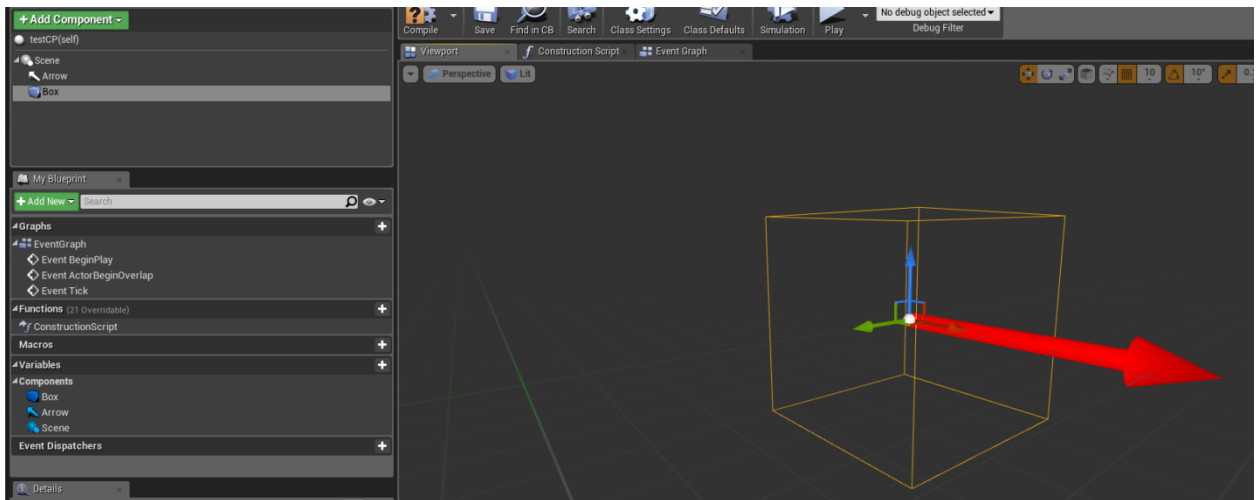 + Add Component
testCP(self)
Scene
Arrow
Box
My Blueprint
+ Add New Search
Graphs
EventGraph
Event BeginPlay
Event ActorBeginOverlap
Event Tick
Functions (21 Overridable)
ConstructionScript
Macros
Variables
Components
Box
Arrow
Scene
Event Dispatchers
Details
Compile Save Find in CB Search Class Settings Class Defaults Simulation Play
No debug object selected
Debug Filter
Viewport Construction Script Event Graph
Perspective Lit
10 10°